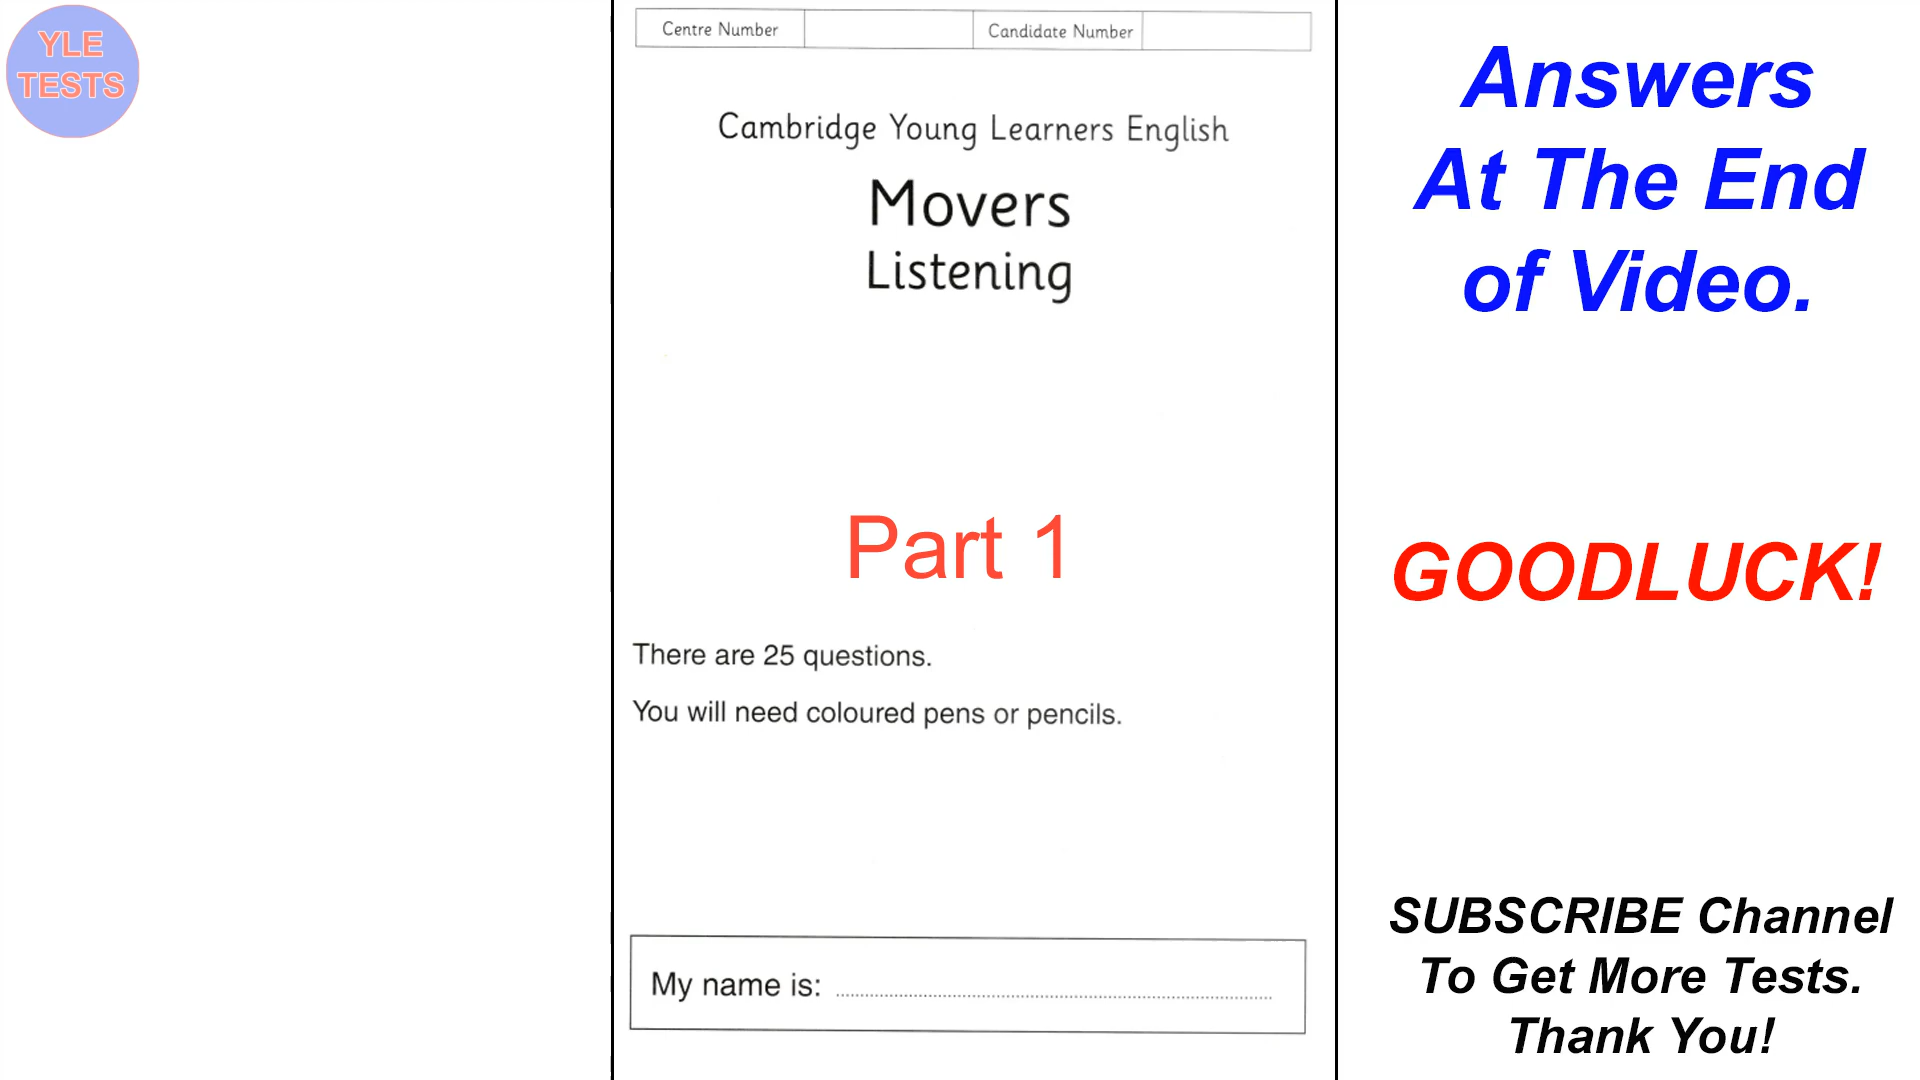 YLE
TESTS
Centre Number
Candidate Number
Cambridge Young Learners English
Movers
Listening
Part 1
There are 25 questions.
You will need coloured pens or pencils.
My name is:
Answers
At The End
of Video.
GOODLUCK!
SUBSCRIBE Channel
To Get More Tests.
Thank You!